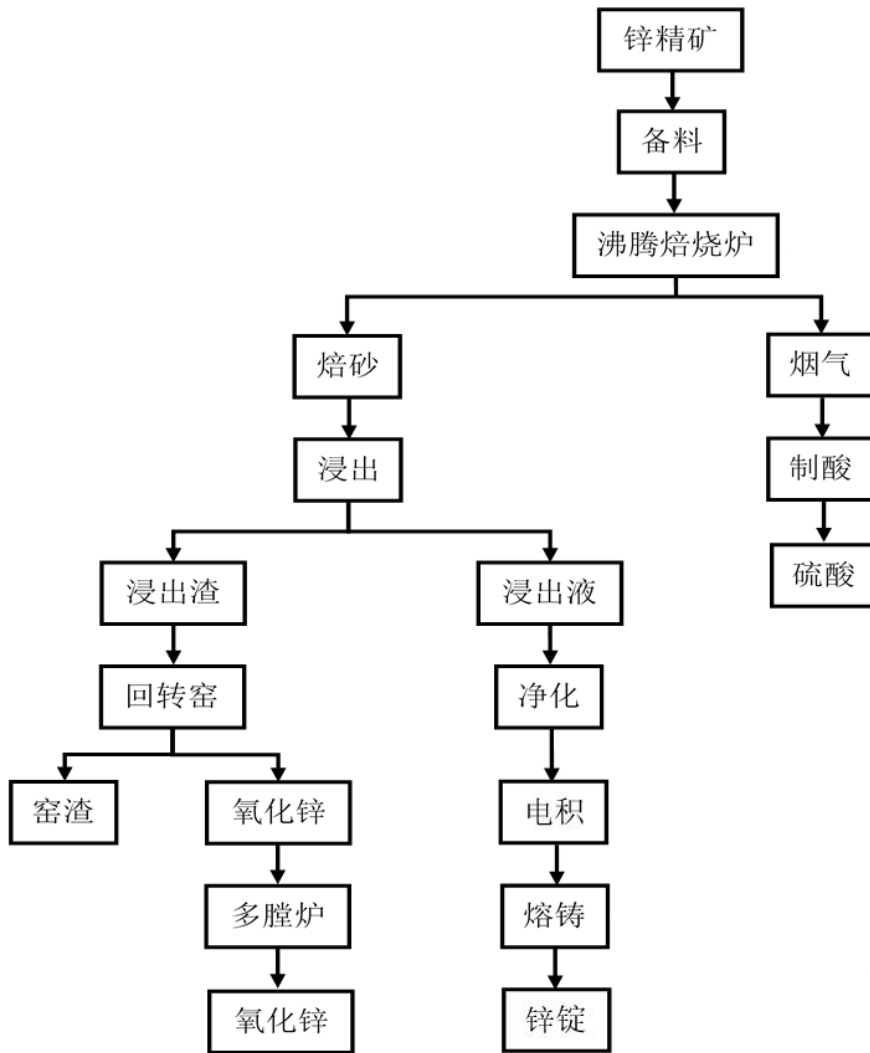 锌精矿
备料
沸腾焙烧炉
焙砂
烟气
浸出
制酸
浸出渣
浸出液
硫酸
回转窑
净化
窑渣
氧化锌
电积
多膛炉
熔铸
氧化锌
锌锭